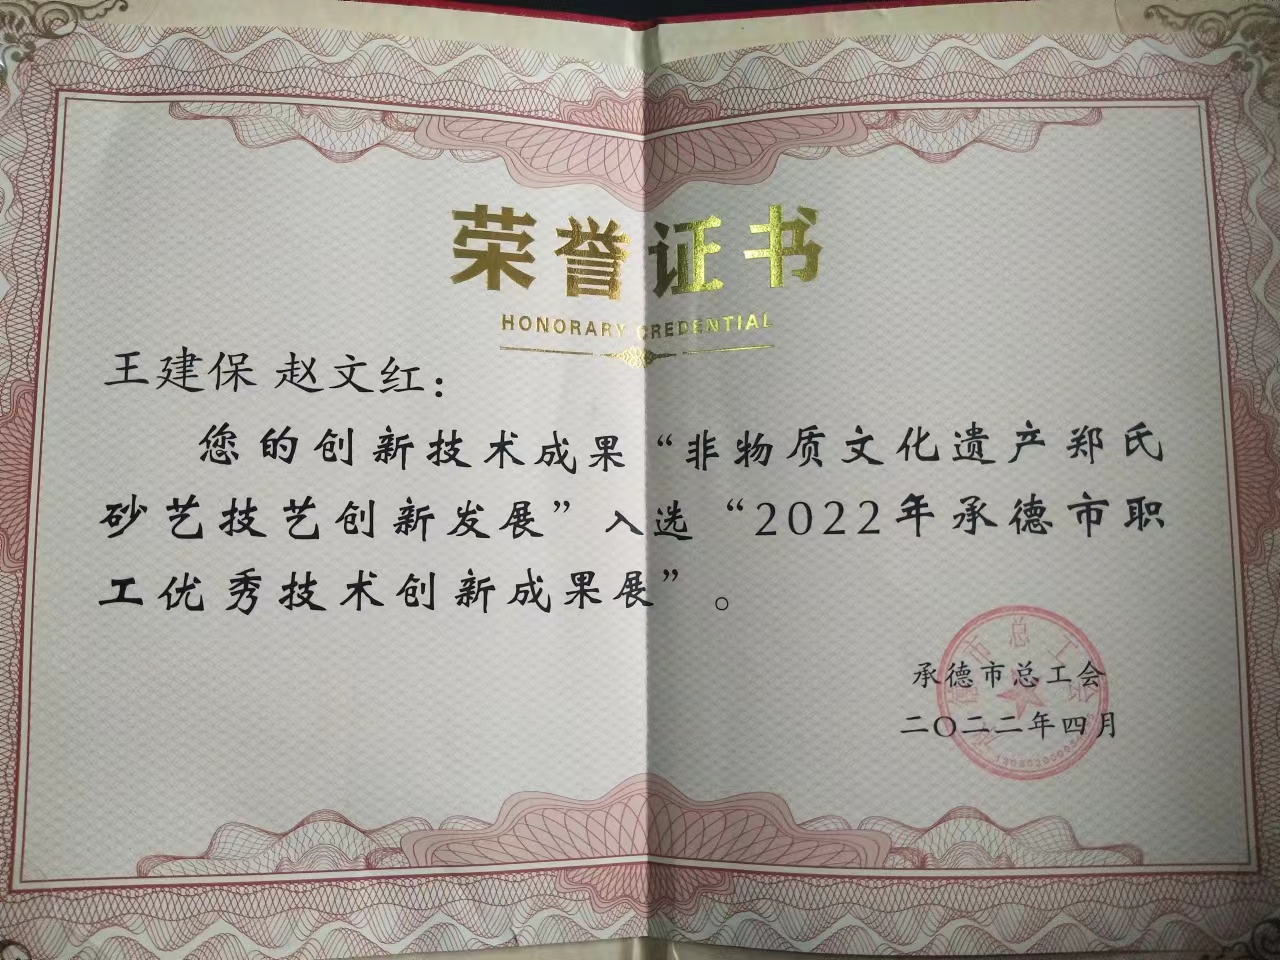 荣誉证书
HONORARY CREDENTIAL
王建保 赵文红：
您的创新技术成果“非物质文化遗产郑氏
砂艺技艺创新发展”入选“2022年承德市职
工优秀技术创新成果展”。
承德市总工会
二〇二二年四月